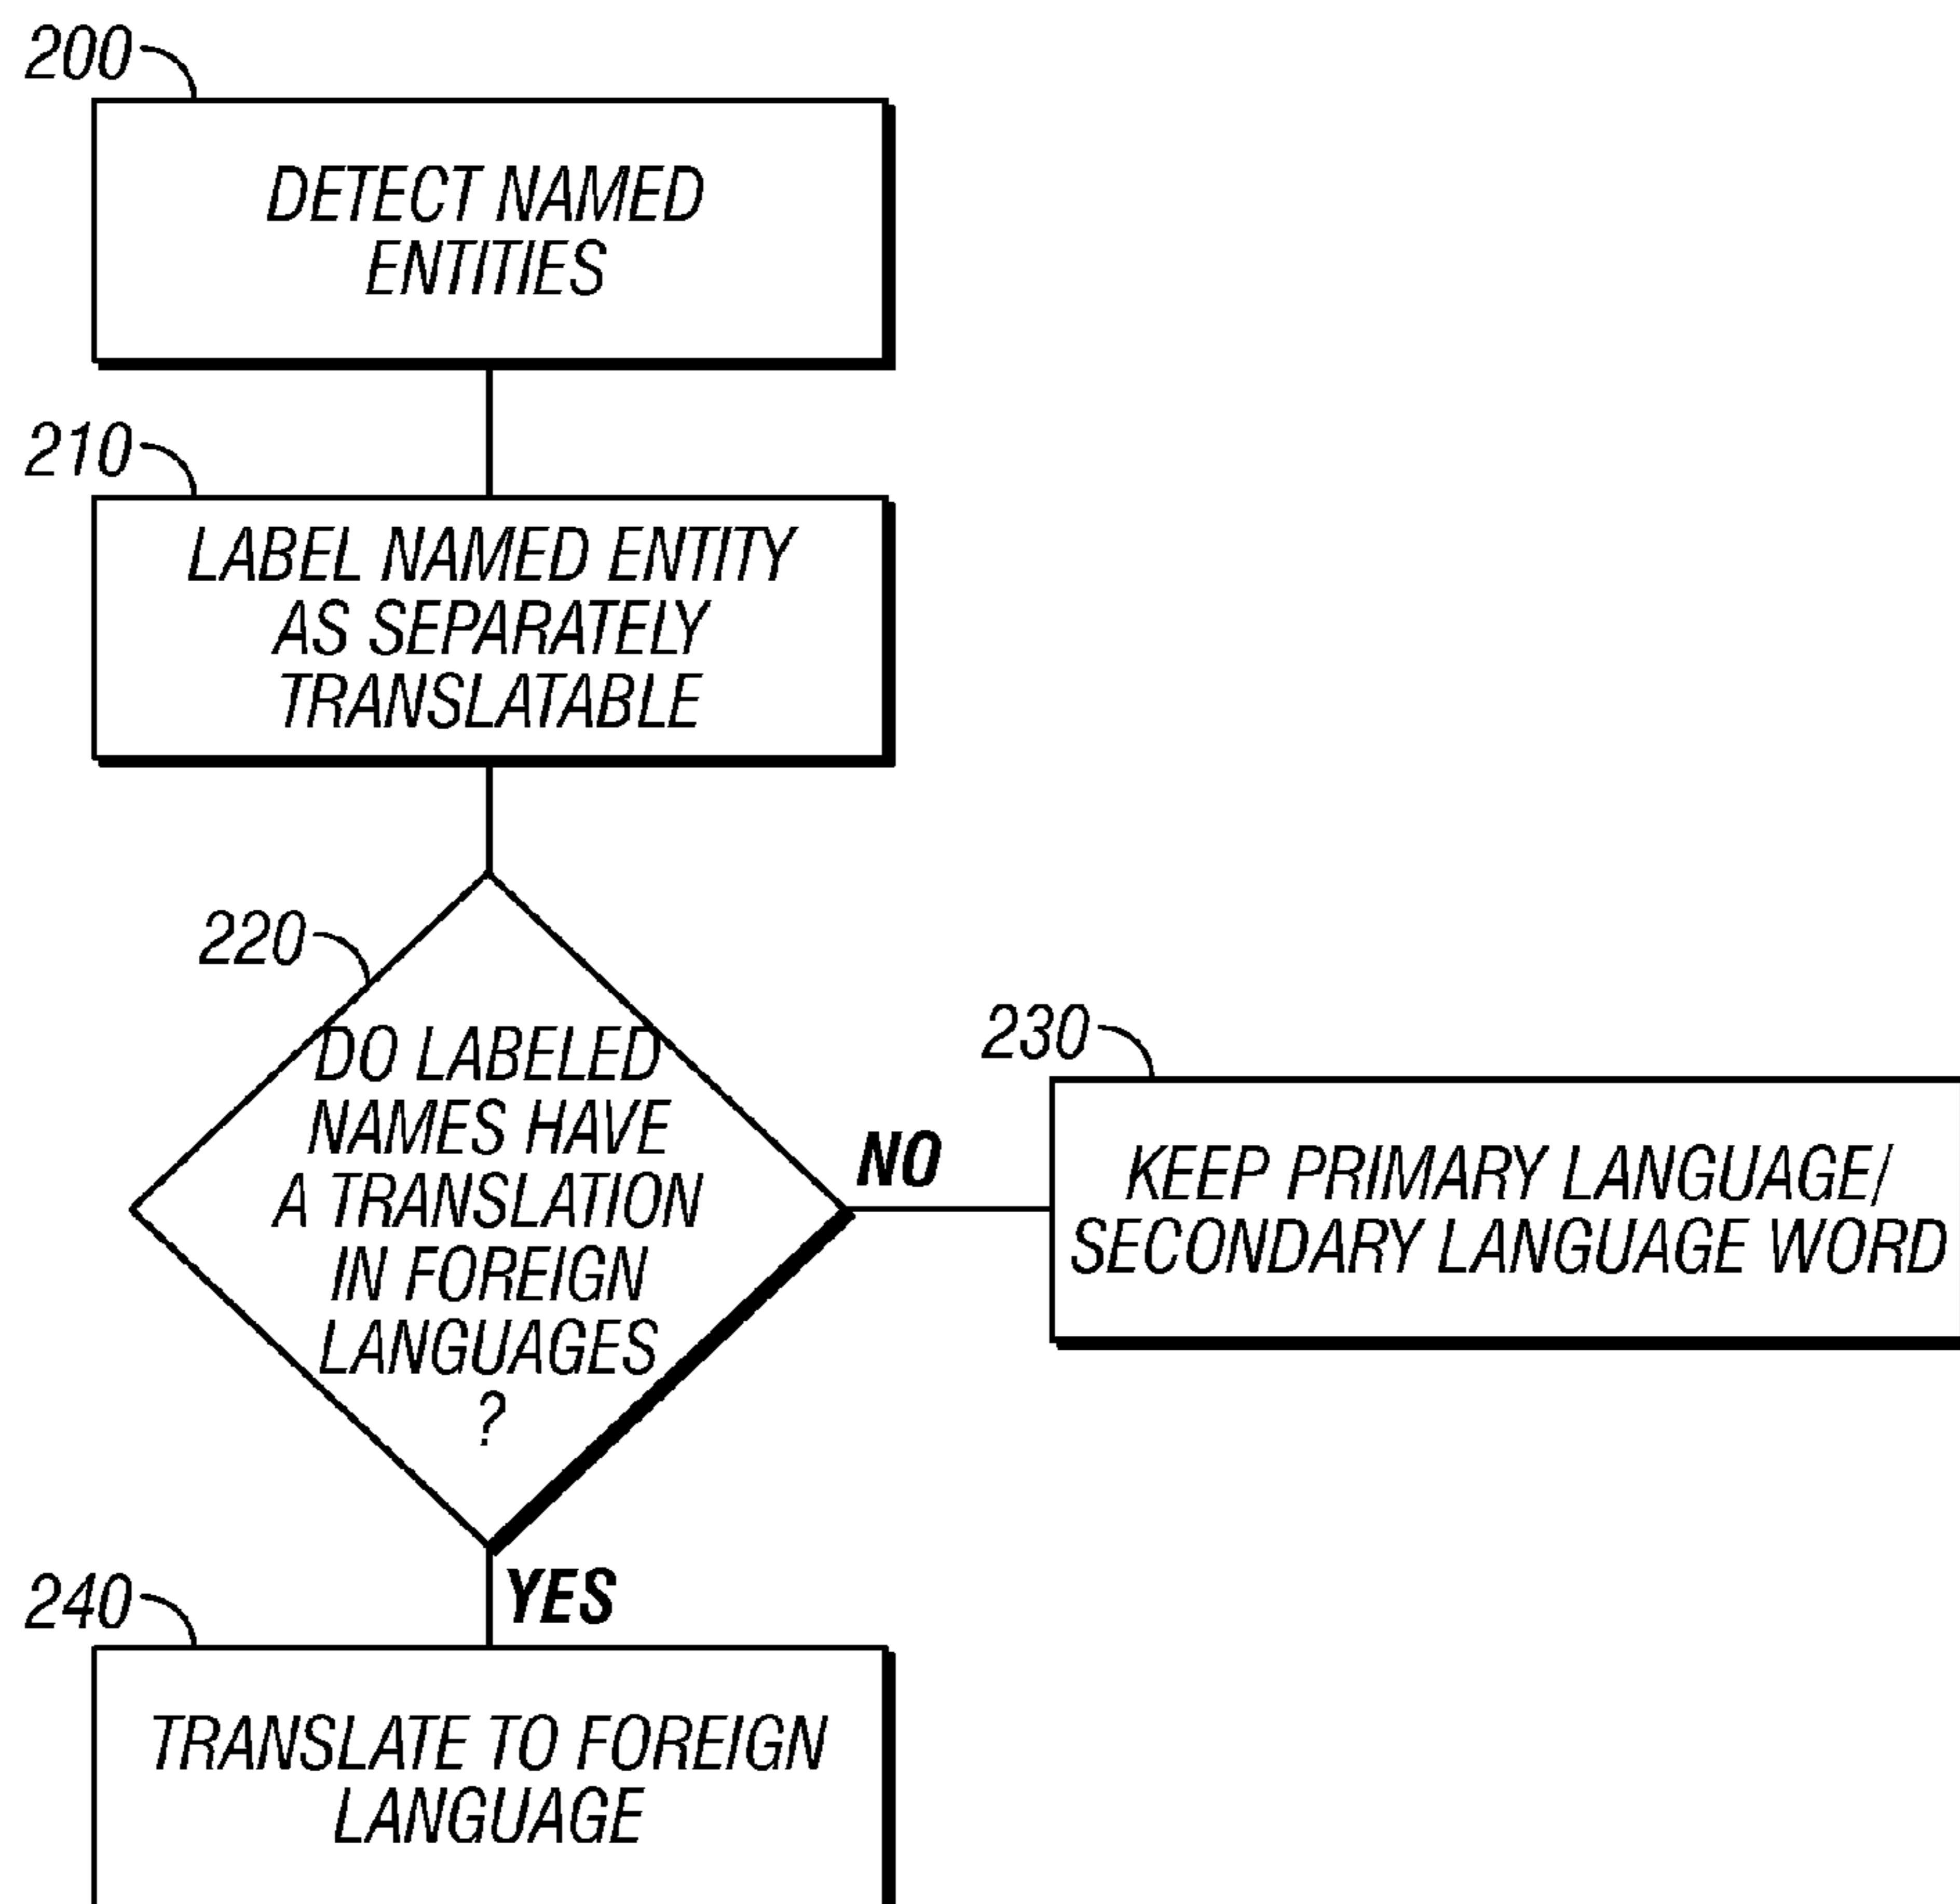 200
DETECT NAMED
ENTITIES
210
LABEL NAMED ENTITY
AS SEPARATELY
TRANSLATABLE
220
DO LABELED
NAMES HAVE
A TRANSLATION
IN FOREIGN
LANGUAGES
?
NO
230
KEEP PRIMARY LANGUAGE/
SECONDARY LANGUAGE WORD
YES
240
TRANSLATE TO FOREIGN
LANGUAGE